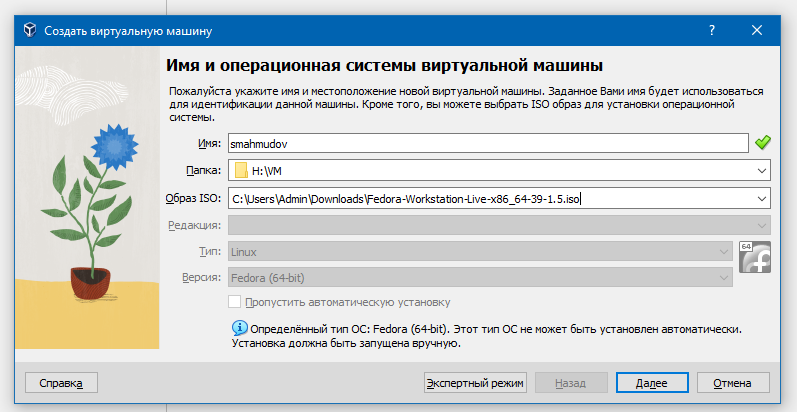 Создать виртуальную машину
?
Имя и операционная система виртуальной машины
Пожалуйста укажите имя и местоположение новой виртуальной машины. Заданное Вами имя будет использоваться
для идентификации данной машины. Кроме того, вы можете выбрать ISO образ для установки операционной
системы.
Имя: smahmudov
Папка: H:\VM
Образ ISO: C:\Users\Admin\Downloads\Fedora-Workstation-Live-x86_64-39-1.5.iso
Редакция:
Тип: Linux
64
Версия: Fedora (64-bit)
Пропустить автоматическую установку
Определённый тип ОС: Fedora (64-bit). Этот тип ОС не может быть установлен автоматически.
Установка должна быть запущена вручную.
Справка Экспертный режим Назад Далее Отмена